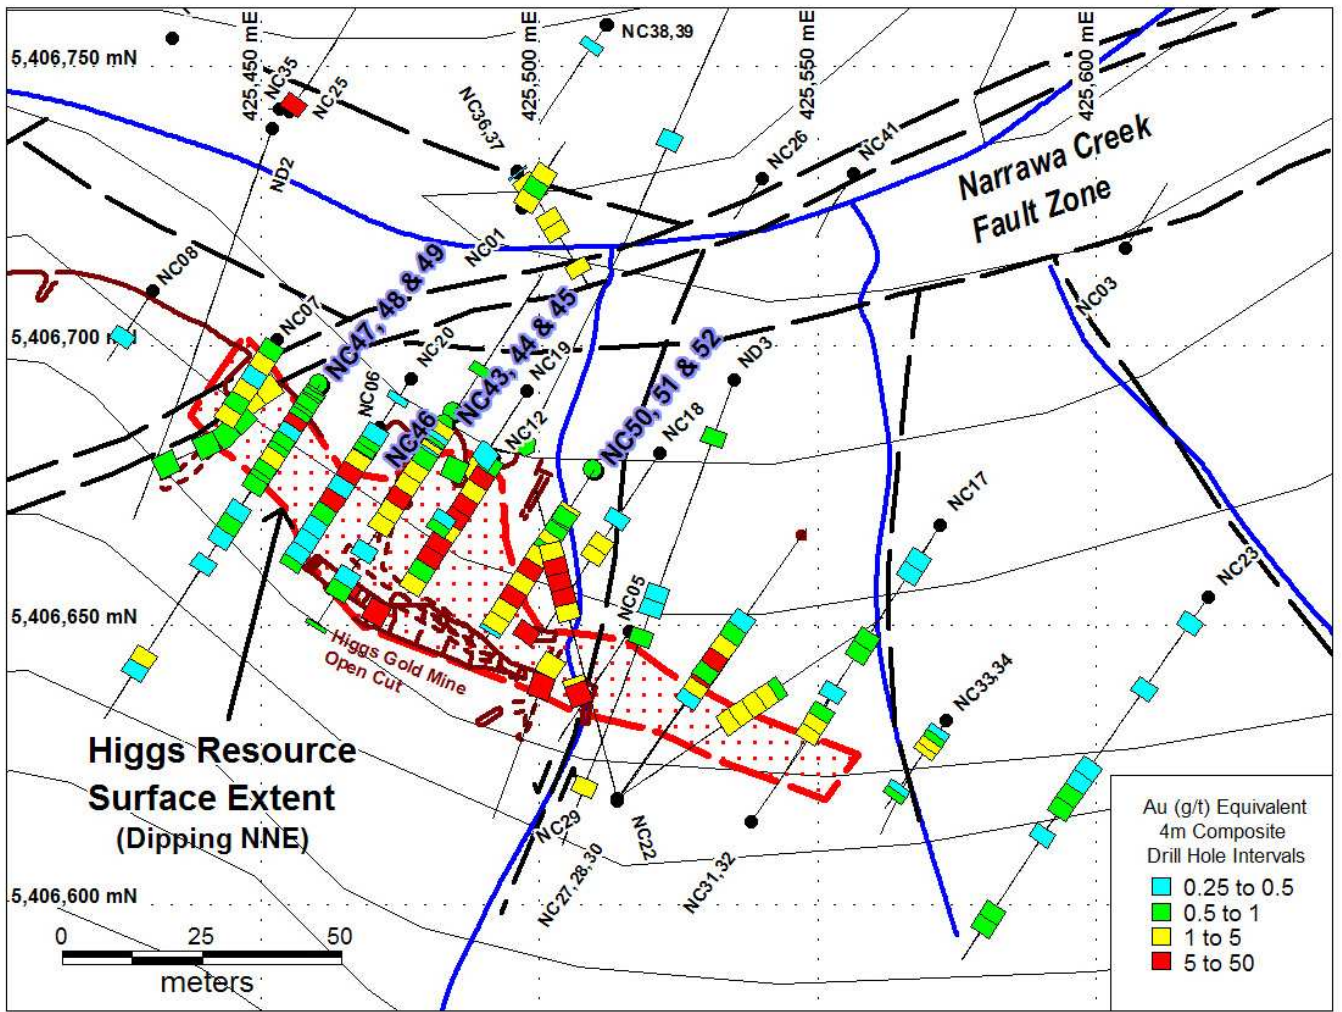 5,406,750 mN
425,450 mE
NC35
NC25
NC38,39
425,500 mE
425,550 mE
425,600 mE
NC36,37
NC26
NC41
Narrawa Creek
Fault Zone
ND2
NC01
NC08
NC07
NC47, 48 & 49
NC03
5,406,700 mN
NC20
NC43, 44 & 45
NC19
NC50, 51 & 52
ND3
NC06
NC46
NC12
NC18
NC17
NC23
5,406,650 mN
NC05
Higgs Gold Mine
Open Cut
NC33,34
Higgs Resource
Surface Extent
(Dipping NNE)
NC29
NC27,28,30
NC22
NC31,32
5,406,600 mN
0 25 50
meters
Au (g/t) Equivalent
4m Composite
Drill Hole Intervals
0.25 to 0.5
0.5 to 1
1 to 5
5 to 50